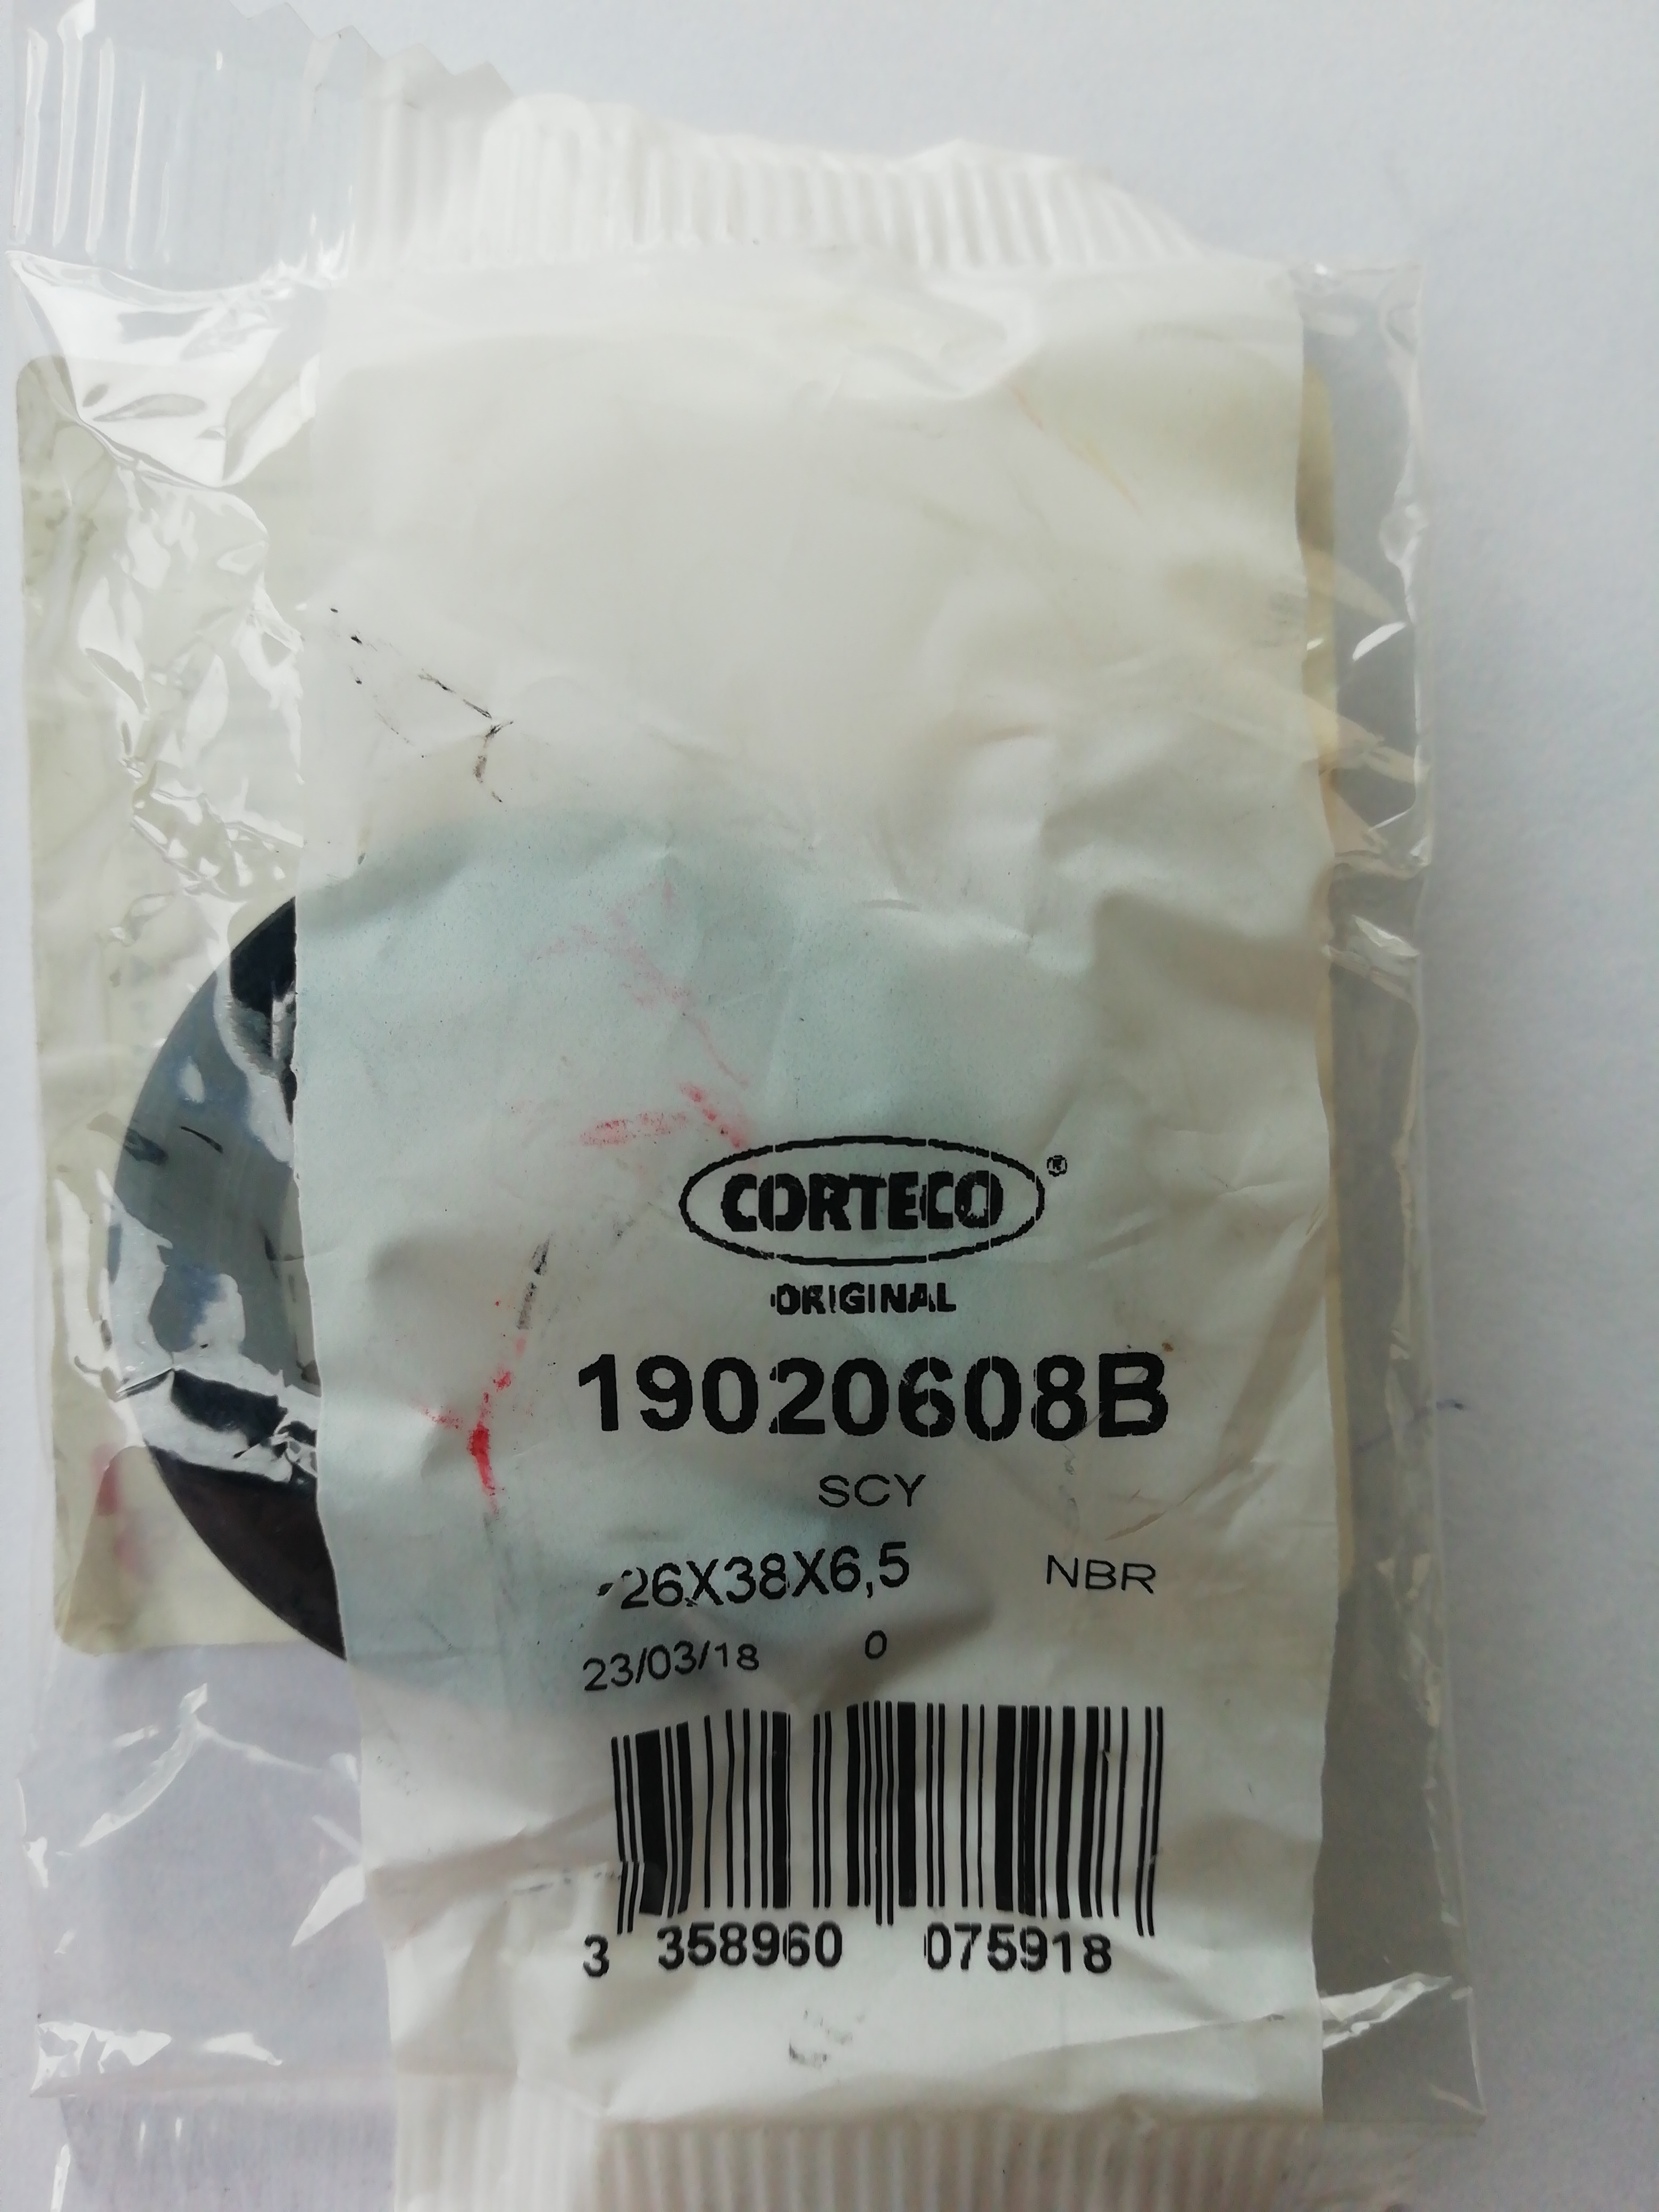 CORTECO®
ORIGINAL
19020608B
SCY
26X38X6,5 NBR
23/03/18 0
3 358960 075918